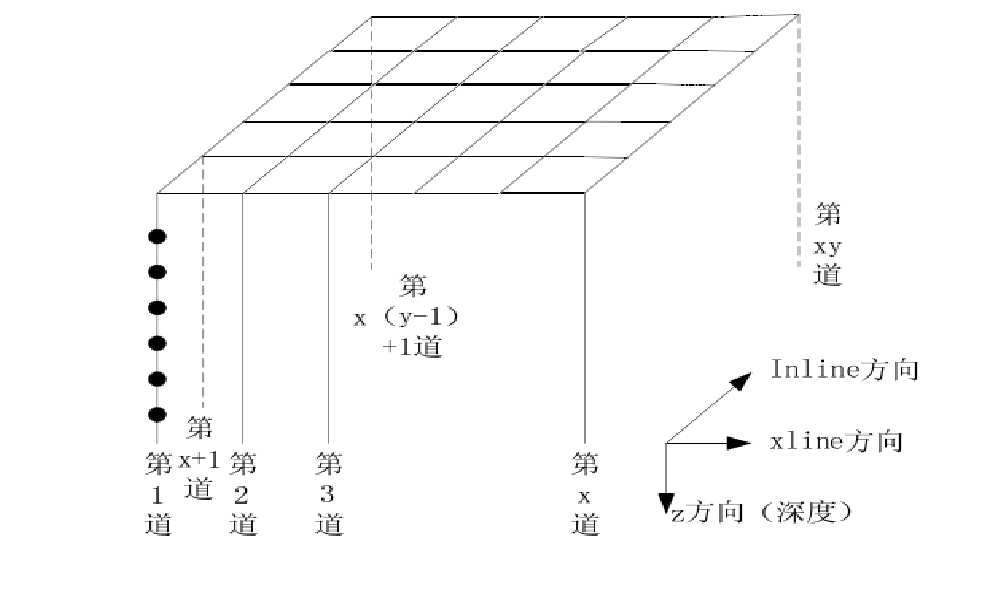 第
xy
道
第
x（y-1）
+1道
Inline方向
xline方向
z方向（深度）
第
1
道
第
x+1
道
第
2
道
第
3
道
第
x
道